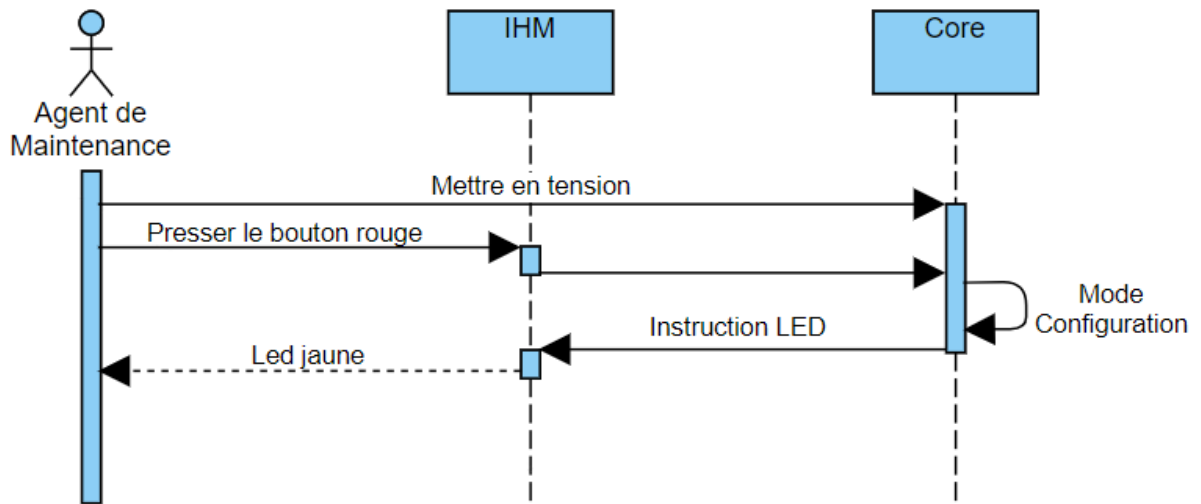 IHM
Core
Agent de
Maintenance
Mettre en tension
Presser le bouton rouge
Mode
Configuration
Instruction LED
Led jaune